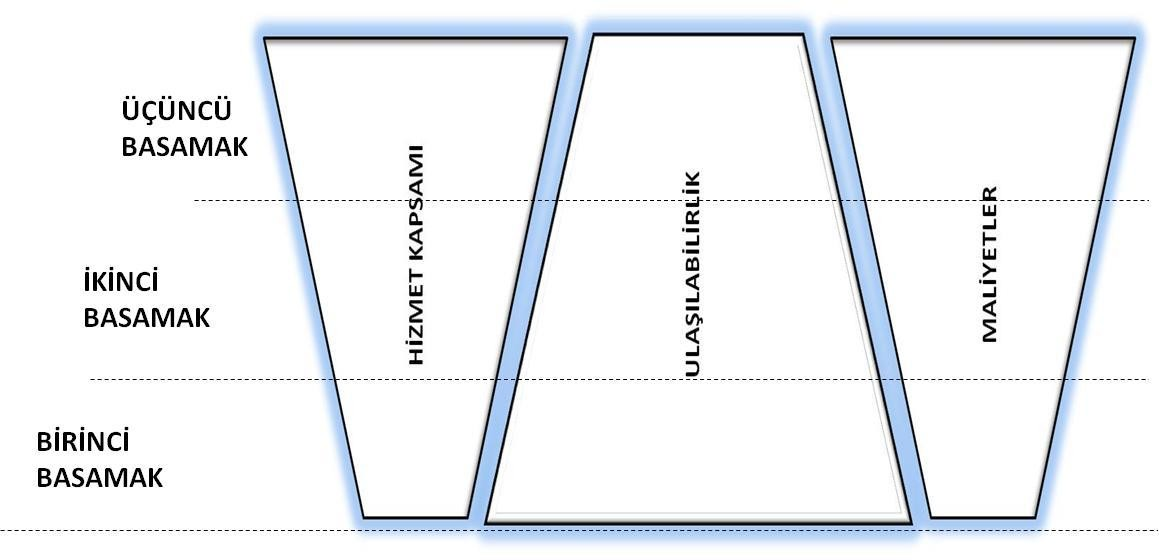 ÜÇÜNCÜ
BASAMAK
İKİNCİ
BASAMAK
BİRİNCİ
BASAMAK
HİZMET KAPSAMI
ULAŞILABİLİRLİK
MALİYETLER